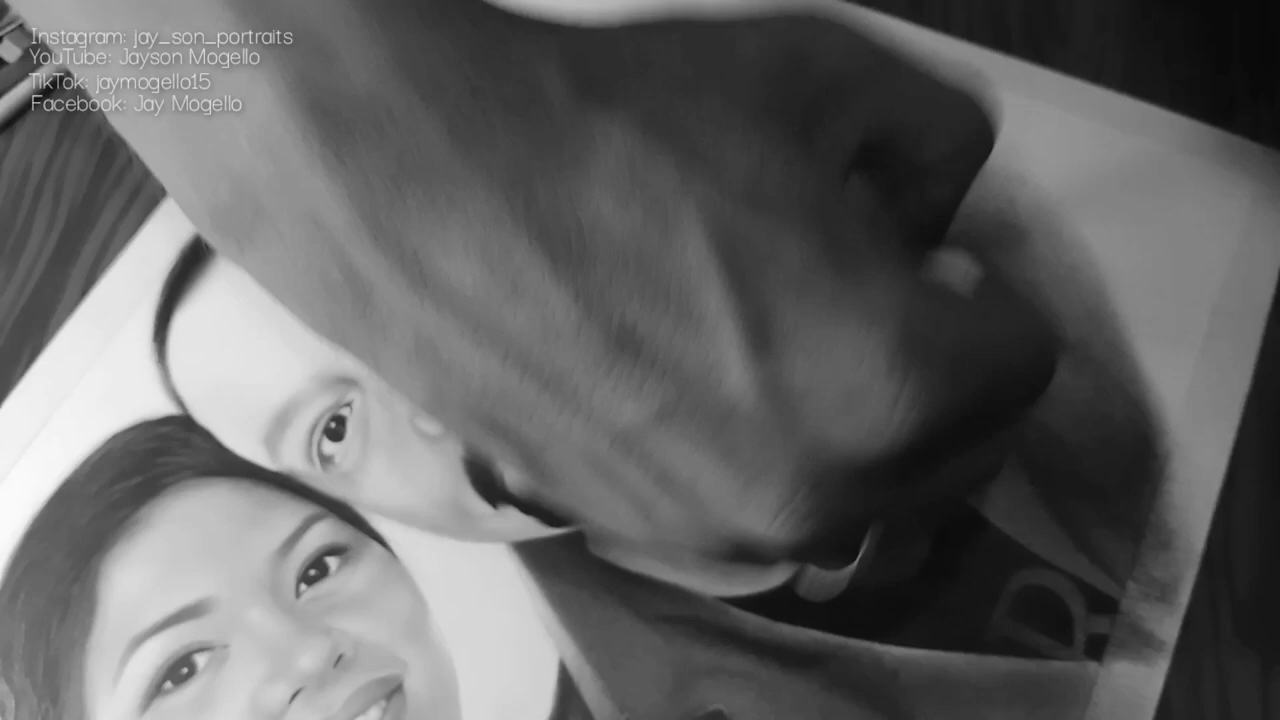 Instagram: jay_son_portraits
YouTube: Jayson Mogello
TikTok: jaymogello15
Facebook: Jay Mogello